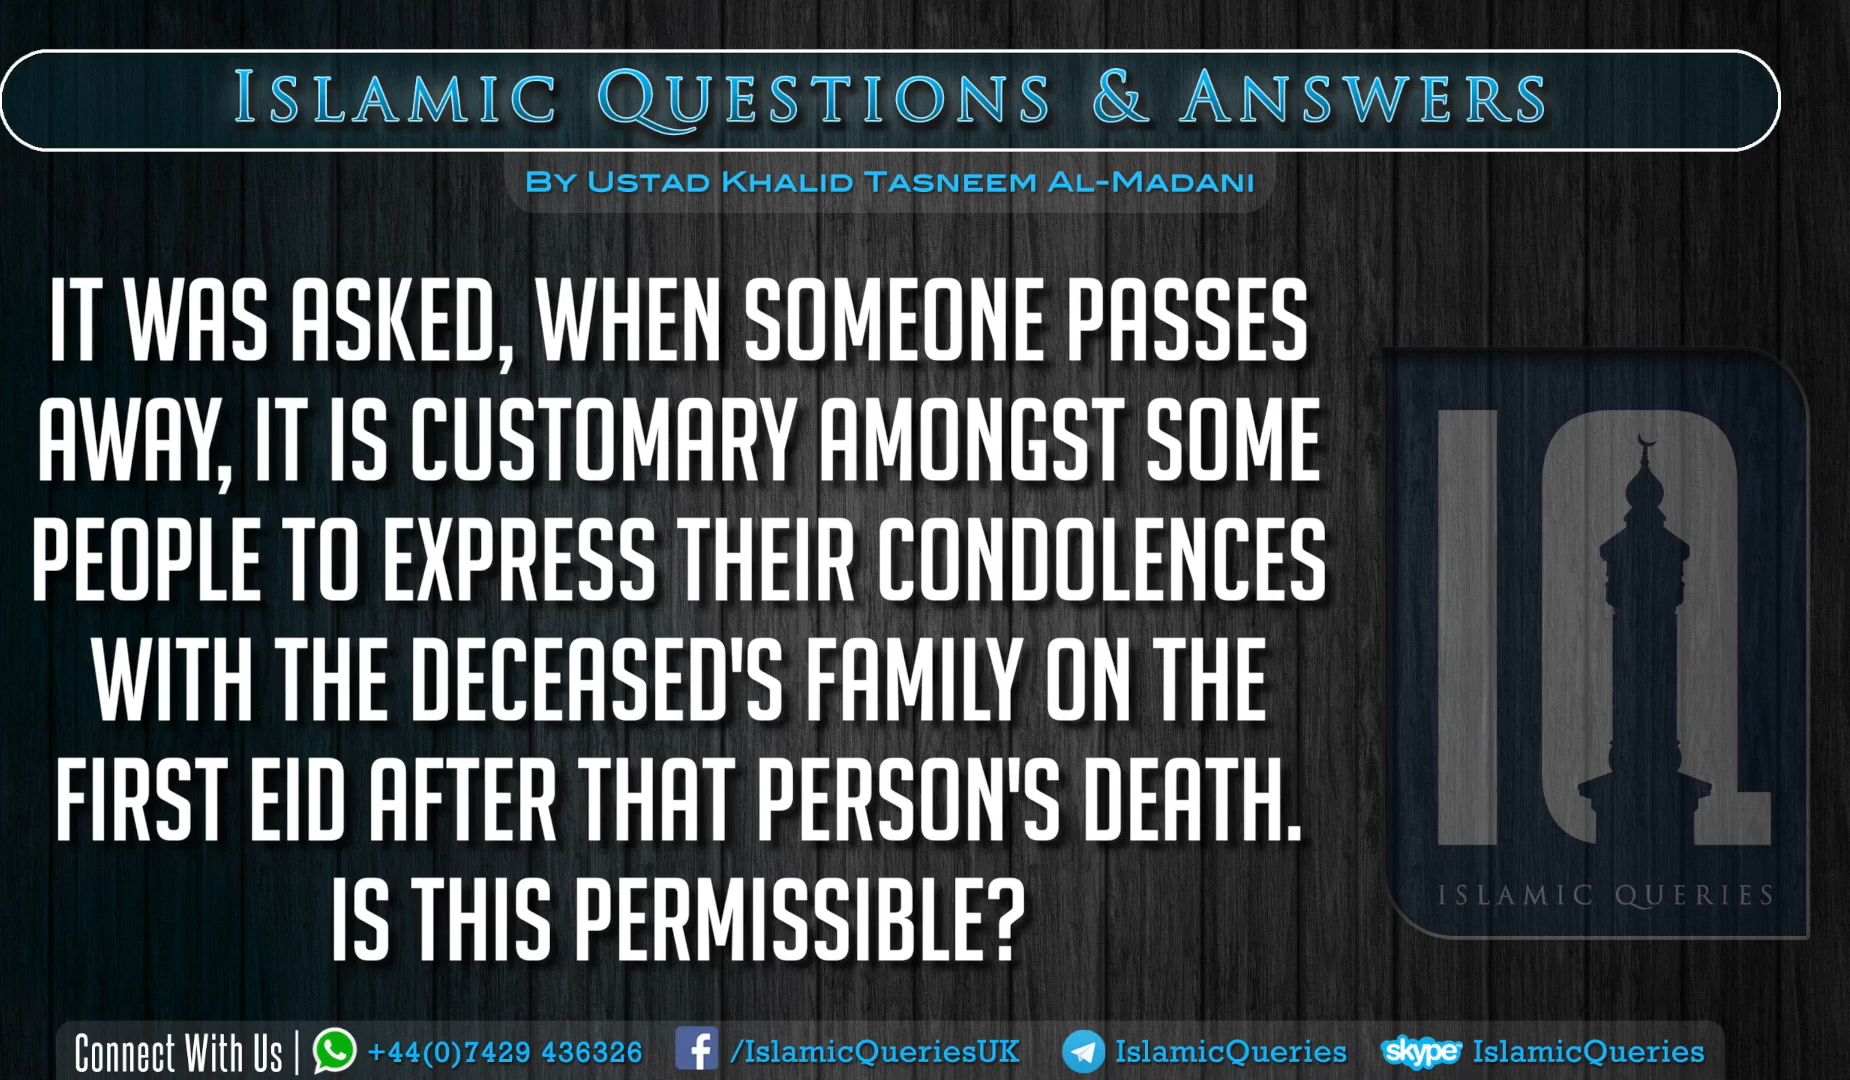 ISLAMIC QUESTIONS & ANSWERS
BY USTAD KHALID TASNEEM AL-MADANI
IT WAS ASKED, WHEN SOMEONE PASSES
AWAY, IT IS CUSTOMARY AMONGST SOME
PEOPLE TO EXPRESS THEIR CONDOLENCES
WITH THE DECEASED'S FAMILY ON THE
FIRST EID AFTER THAT PERSON'S DEATH.
IS THIS PERMISSIBLE?
IQ
ISLAMIC QUERIES
Connect With Us | +44(0)7429 436326 f /IslamicQueriesUK IslamicQueries skype IslamicQueries